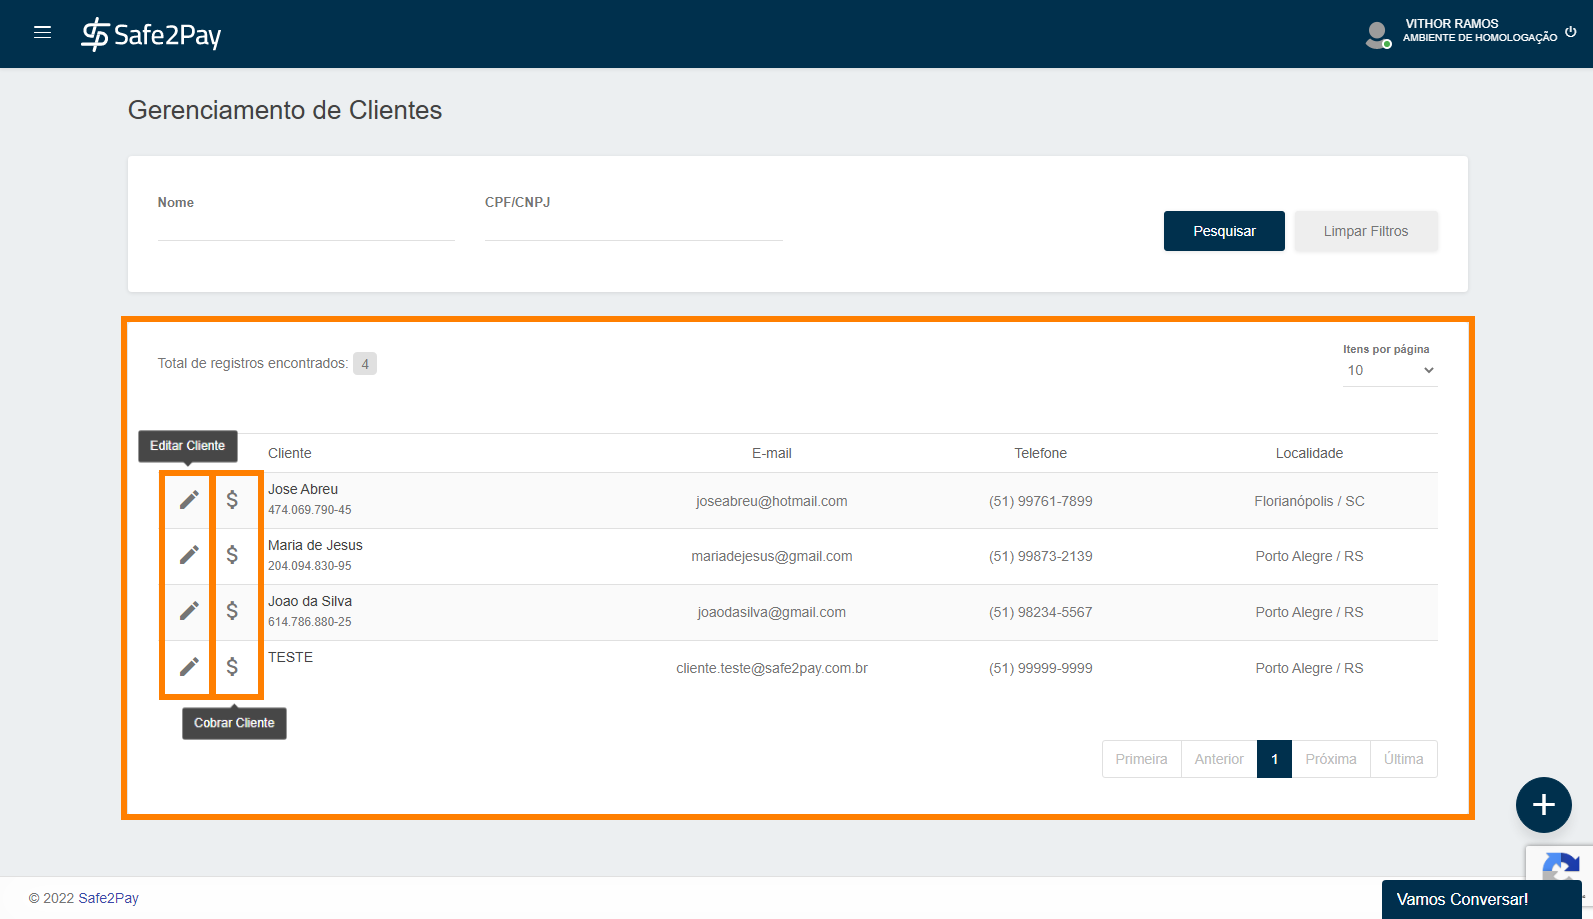 Safe2Pay
VITHOR RAMOS
AMBIENTE DE HOMOLOGAÇÃO
Gerenciamento de Clientes
Nome
CPF/CNPJ
Pesquisar
Limpar Filtros
Total de registros encontrados: 4
Itens por página
10
Editar Cliente
Cliente E-mail Telefone Localidade
$ Jose Abreu
474.069.790-45
joseabreu@hotmail.com (51) 99761-7899 Florianópolis / SC
$ Maria de Jesus
204.094.830-95
mariadejesus@gmail.com (51) 99873-2139 Porto Alegre / RS
$ Joao da Silva
614.786.880-25
joaodasilva@gmail.com (51) 98234-5567 Porto Alegre / RS
$ TESTE
cliente.teste@safe2pay.com.br (51) 99999-9999 Porto Alegre / RS
Cobrar Cliente
Primeira Anterior 1 Próxima Última
+
© 2022 Safe2Pay
Vamos Conversar!